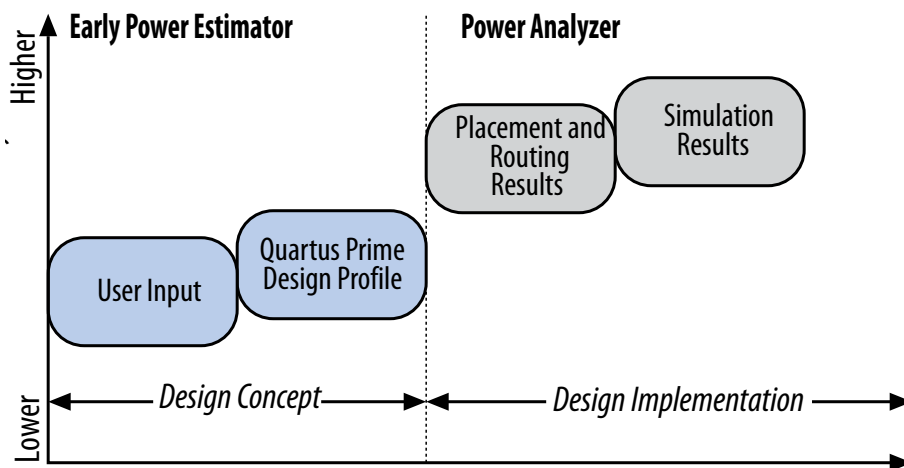 Early Power Estimator
Power Analyzer
Higher
Placement and
Routing
Results
Simulation
Results
User Input
Quartus Prime
Design Profile
Design Concept
Design Implementation
Lower